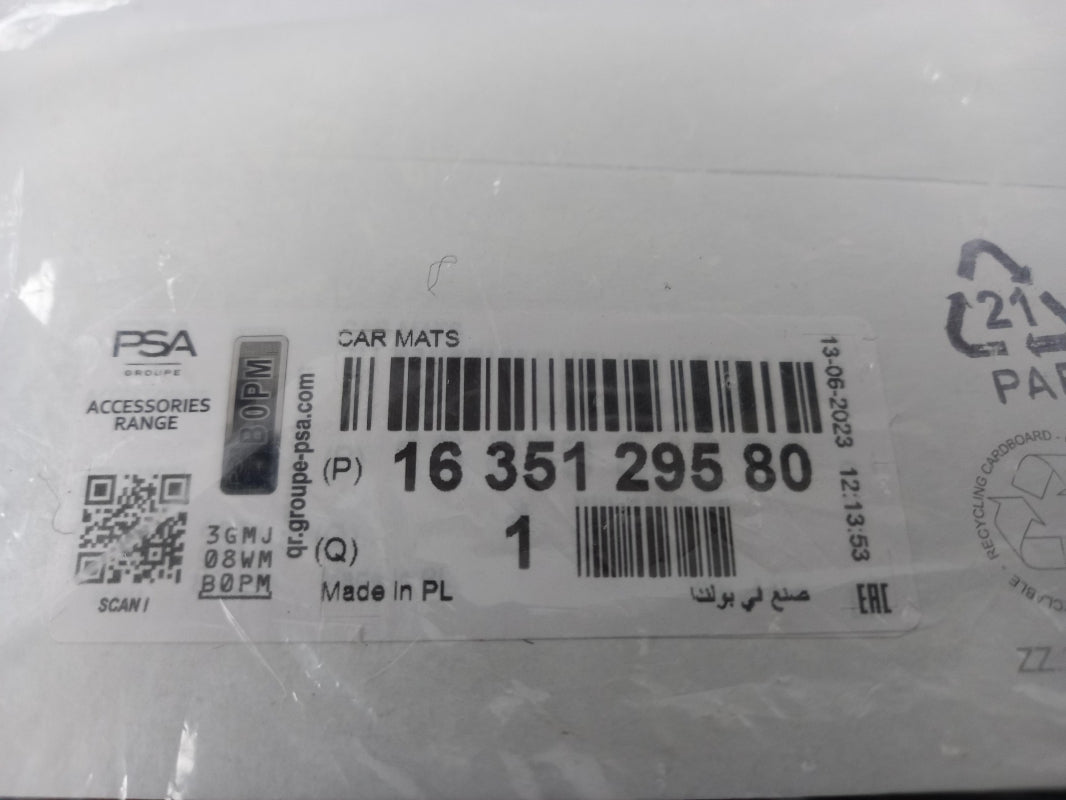 PSA
GROUPE
ACCESSORIES
RANGE
SCAN!
3GMJ
08WM
B0PM
B0PM
qr.groupe-psa.com
CAR MATS
(P) 16 351 295 80
(Q) 1
Made in PL
صنع في بولندا
13-06-2023 12:13:53
EAC
21
PAP
RECYCLING CARDBOARD -
ZZ